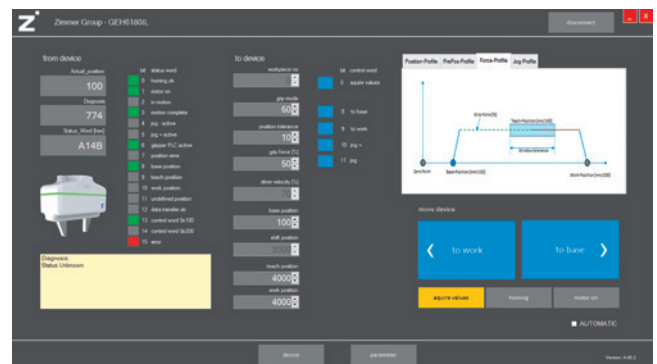 Z Zimmer Group - GEH6180IL
disconnect
X
from device
Actual_position
100
Diagnose
774
Status_Word [hex]
A14B
bit status word
0 homing ok
1 motor on
2 in motion
3 motion complete
4 jog - active
5 jog + active
6 gripper PLC active
7 position error
8 base position
9 teach position
10 work position
11 undefined position
12 data transfer ok
13 control word 0x100
14 control word 0x200
15 error
Diagnosis
Status Unknown
to device
workpiece no
grip mode
60
position tolerance
10
grip force [%]
50
drive velocity [%]
base position
100
shift position
teach position
4000
work position
4000
bit control word
0 aquire values
8 to base
9 to work
10 jog +
11 jog
Position-Profile PrePos-Profile Force-Profile Jog-Profile
Teach-Position [mm/100]
Zero Point
Base-Position [mm/100]
Work-Position [mm/100]
move device
to work
to base
aquire values
homing
motor on
AUTOMATIC
device
parameter